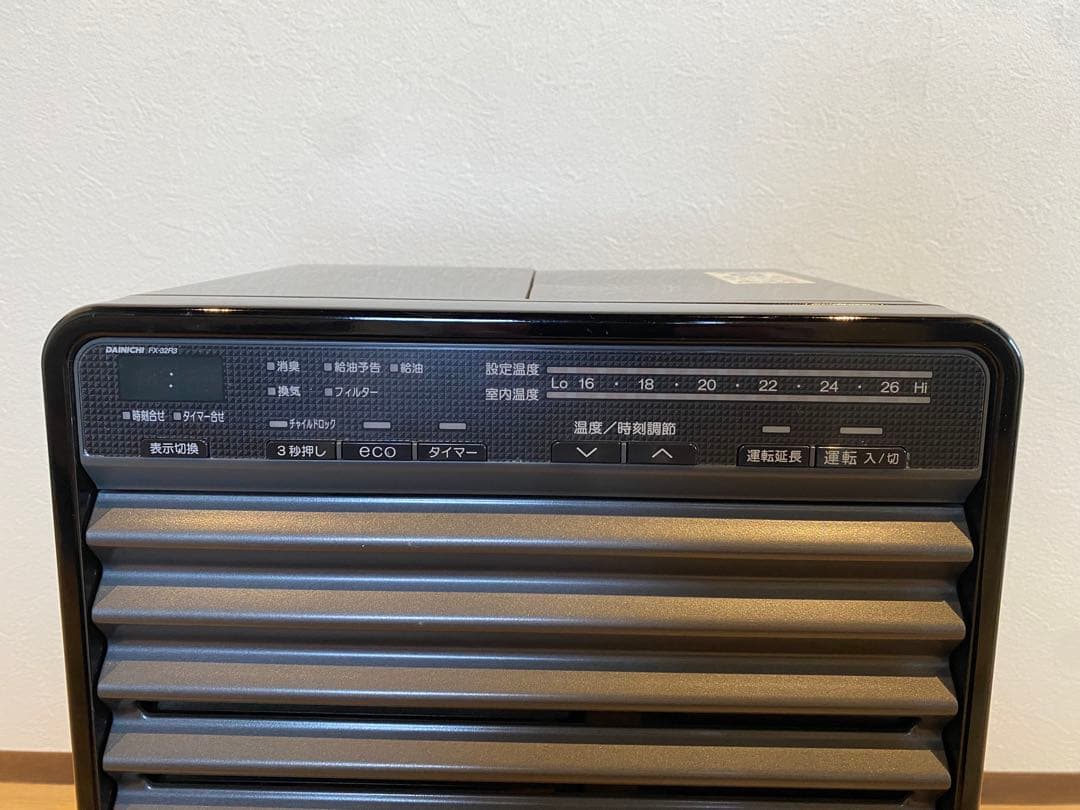 DAINICHI FX-32R3
:
時刻合せ タイマー合せ
表示切換
消臭 給油予告 給油
換気 フィルター
チャイルドロック
3秒押し eco タイマー
設定温度
Lo 16 · 18 · 20 · 22 · 24 · 26 Hi
室内温度
温度/時刻調節
運転延長 運転 入/切